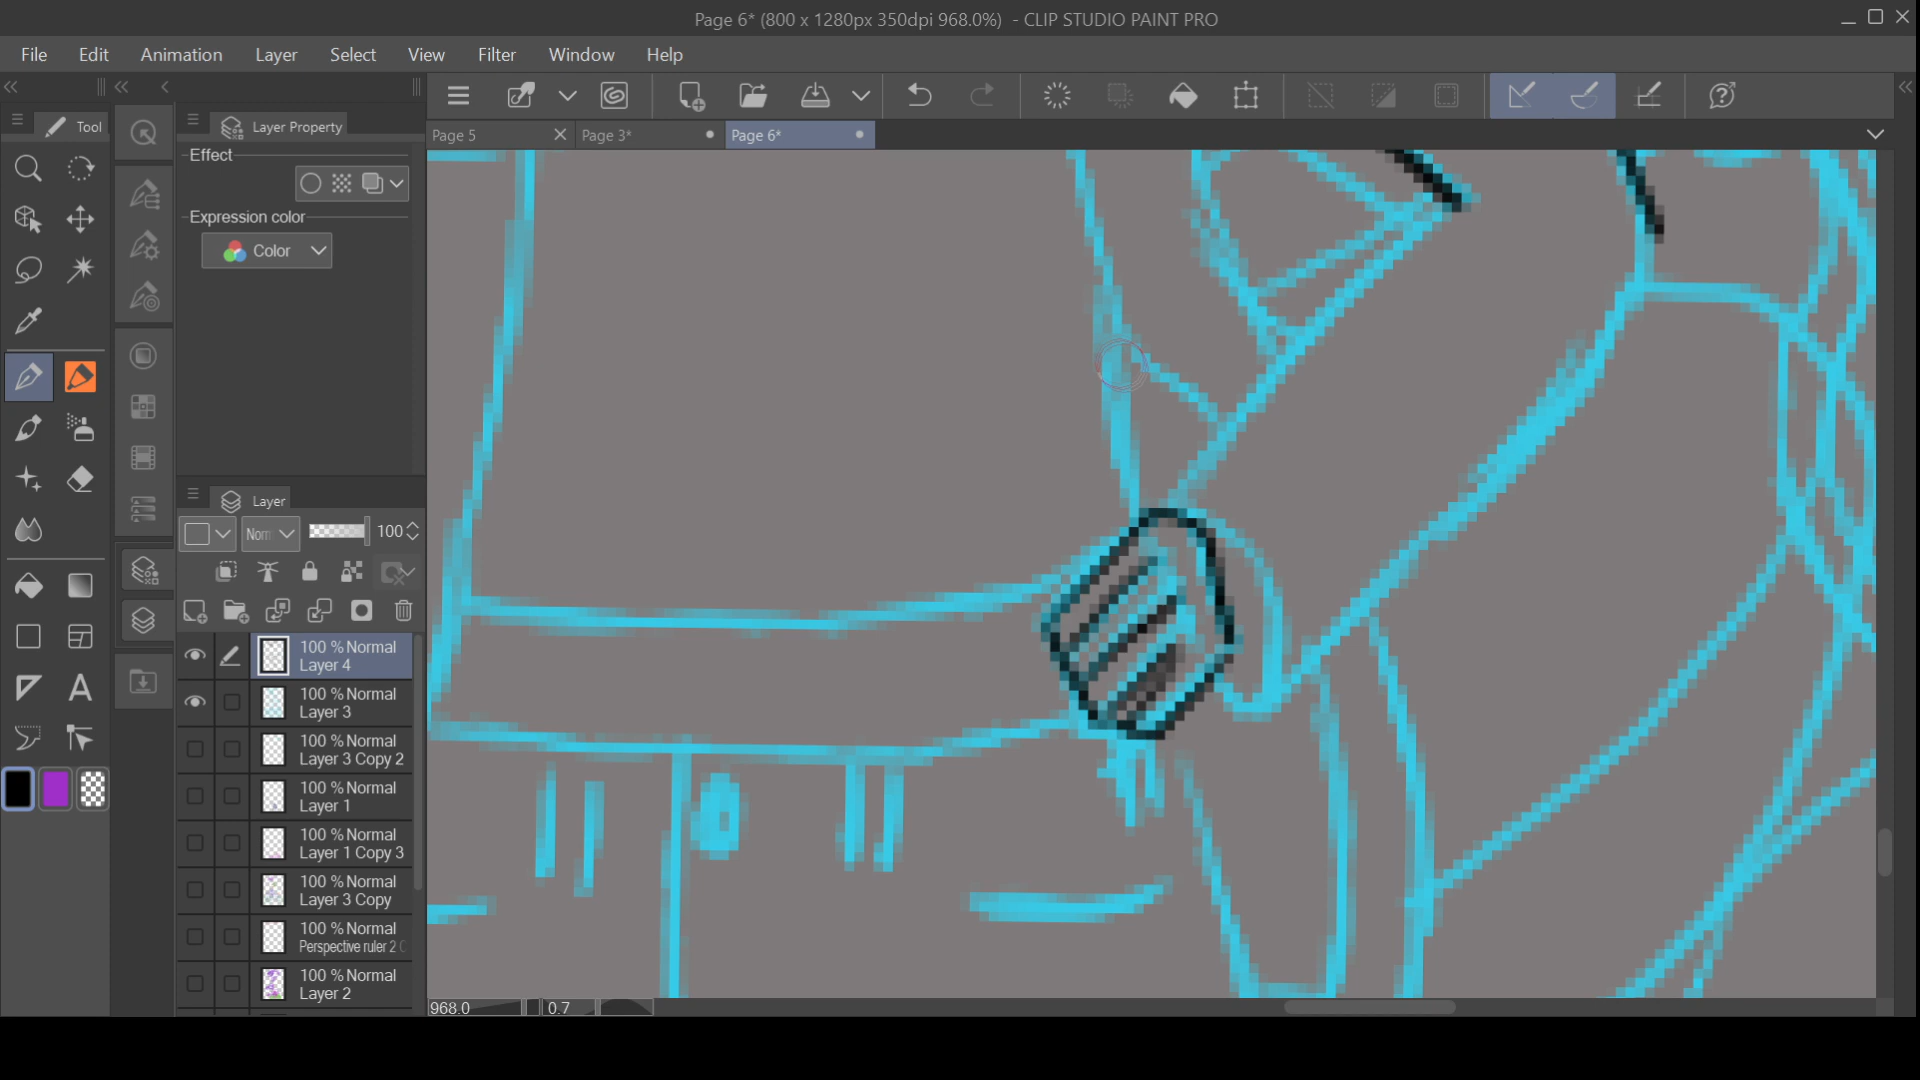 Page 6* (800 x 1280px 350dpi 968.0%) - CLIP STUDIO PAINT PRO
File Edit Animation Layer Select View Filter Window Help
Page 5 Page 3* Page 6*
Tool
Layer Property
Effect
Expression color
Color
Layer
Norm 100
100 % Normal
Layer 4
100 % Normal
Layer 3
100 % Normal
Layer 3 Copy 2
100 % Normal
Layer 1
100 % Normal
Layer 1 Copy 3
100 % Normal
Layer 3 Copy
100 % Normal
Perspective ruler 2 C
100 % Normal
Layer 2
968.0 0.7